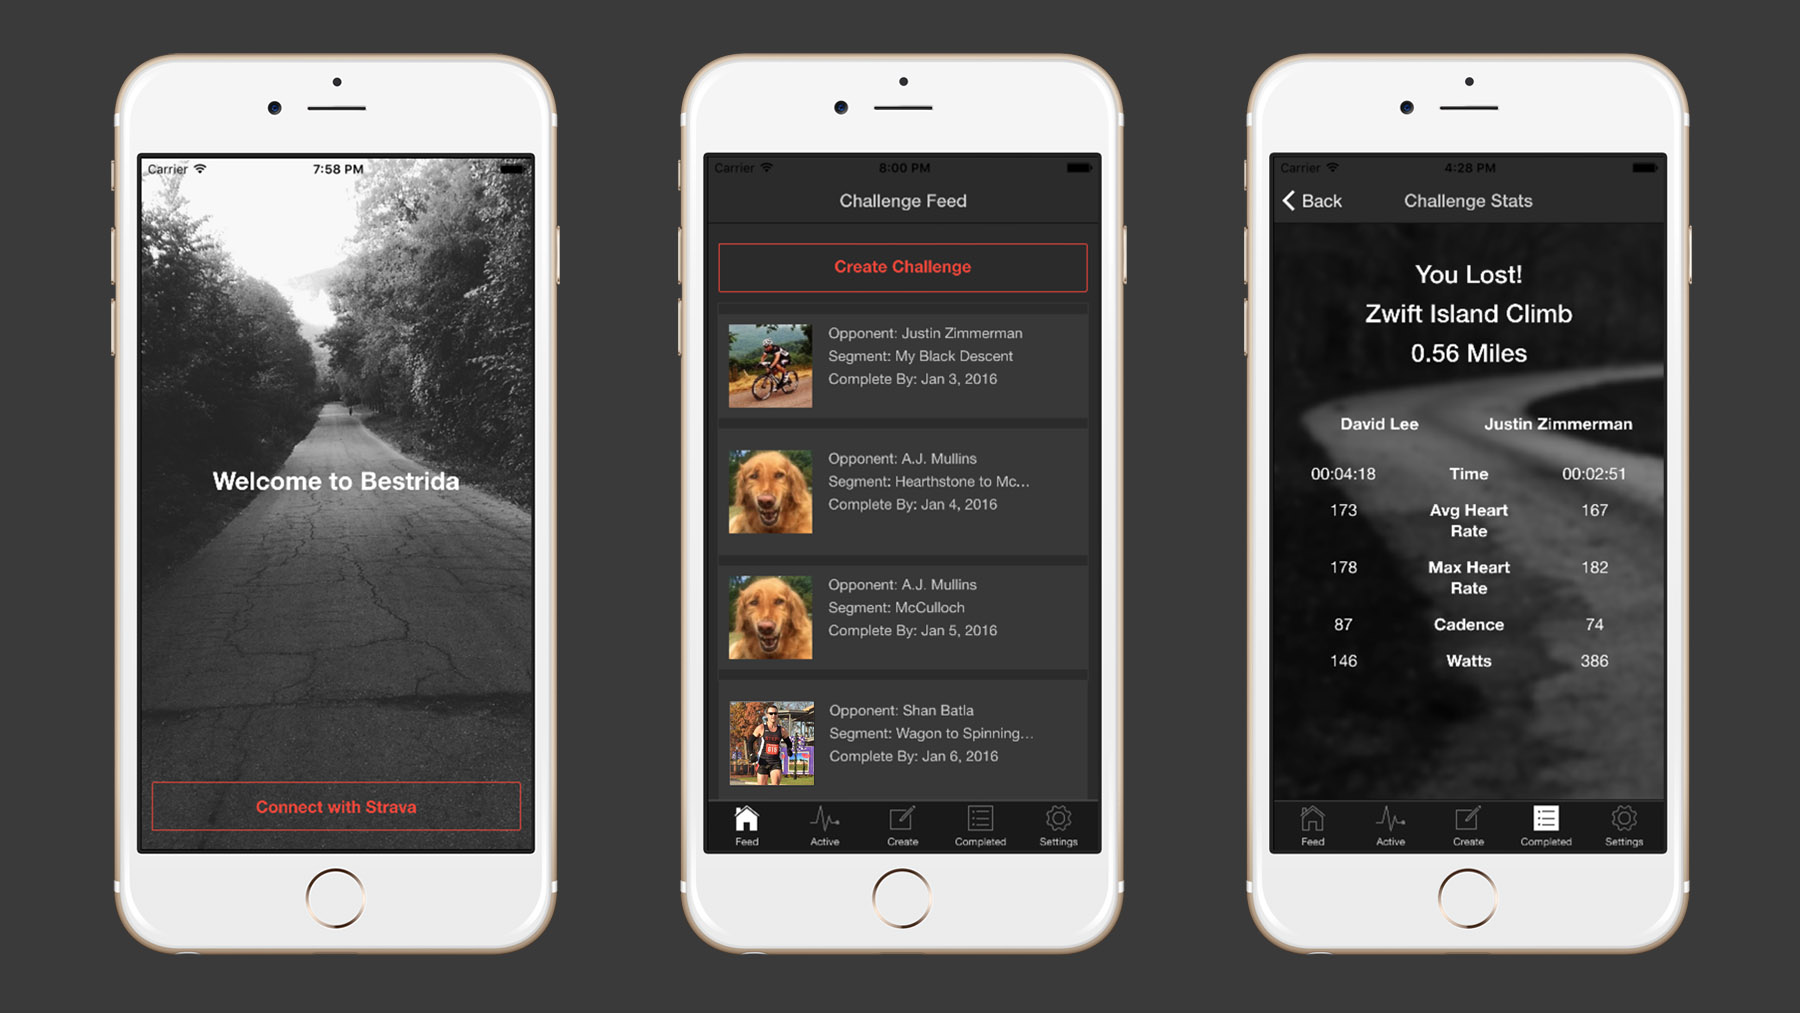 Carrier 7:58 PM
Welcome to Bestrida
Connect with Strava
Carrier 8:00 PM
Challenge Feed
Create Challenge
Opponent: Justin Zimmerman
Segment: My Black Descent
Complete By: Jan 3, 2016
Opponent: A.J. Mullins
Segment: Hearthstone to Mc...
Complete By: Jan 4, 2016
Opponent: A.J. Mullins
Segment: McCulloch
Complete By: Jan 5, 2016
Opponent: Shan Batla
Segment: Wagon to Spinning...
Complete By: Jan 6, 2016
Feed Active Create Completed Settings
Carrier 4:28 PM
Back Challenge Stats
You Lost!
Zwift Island Climb
0.56 Miles
David Lee Justin Zimmerman
00:04:18 Time 00:02:51
173 Avg Heart 167
Rate
178 Max Heart 182
Rate
87 Cadence 74
146 Watts 386
Feed Active Create Completed Settings